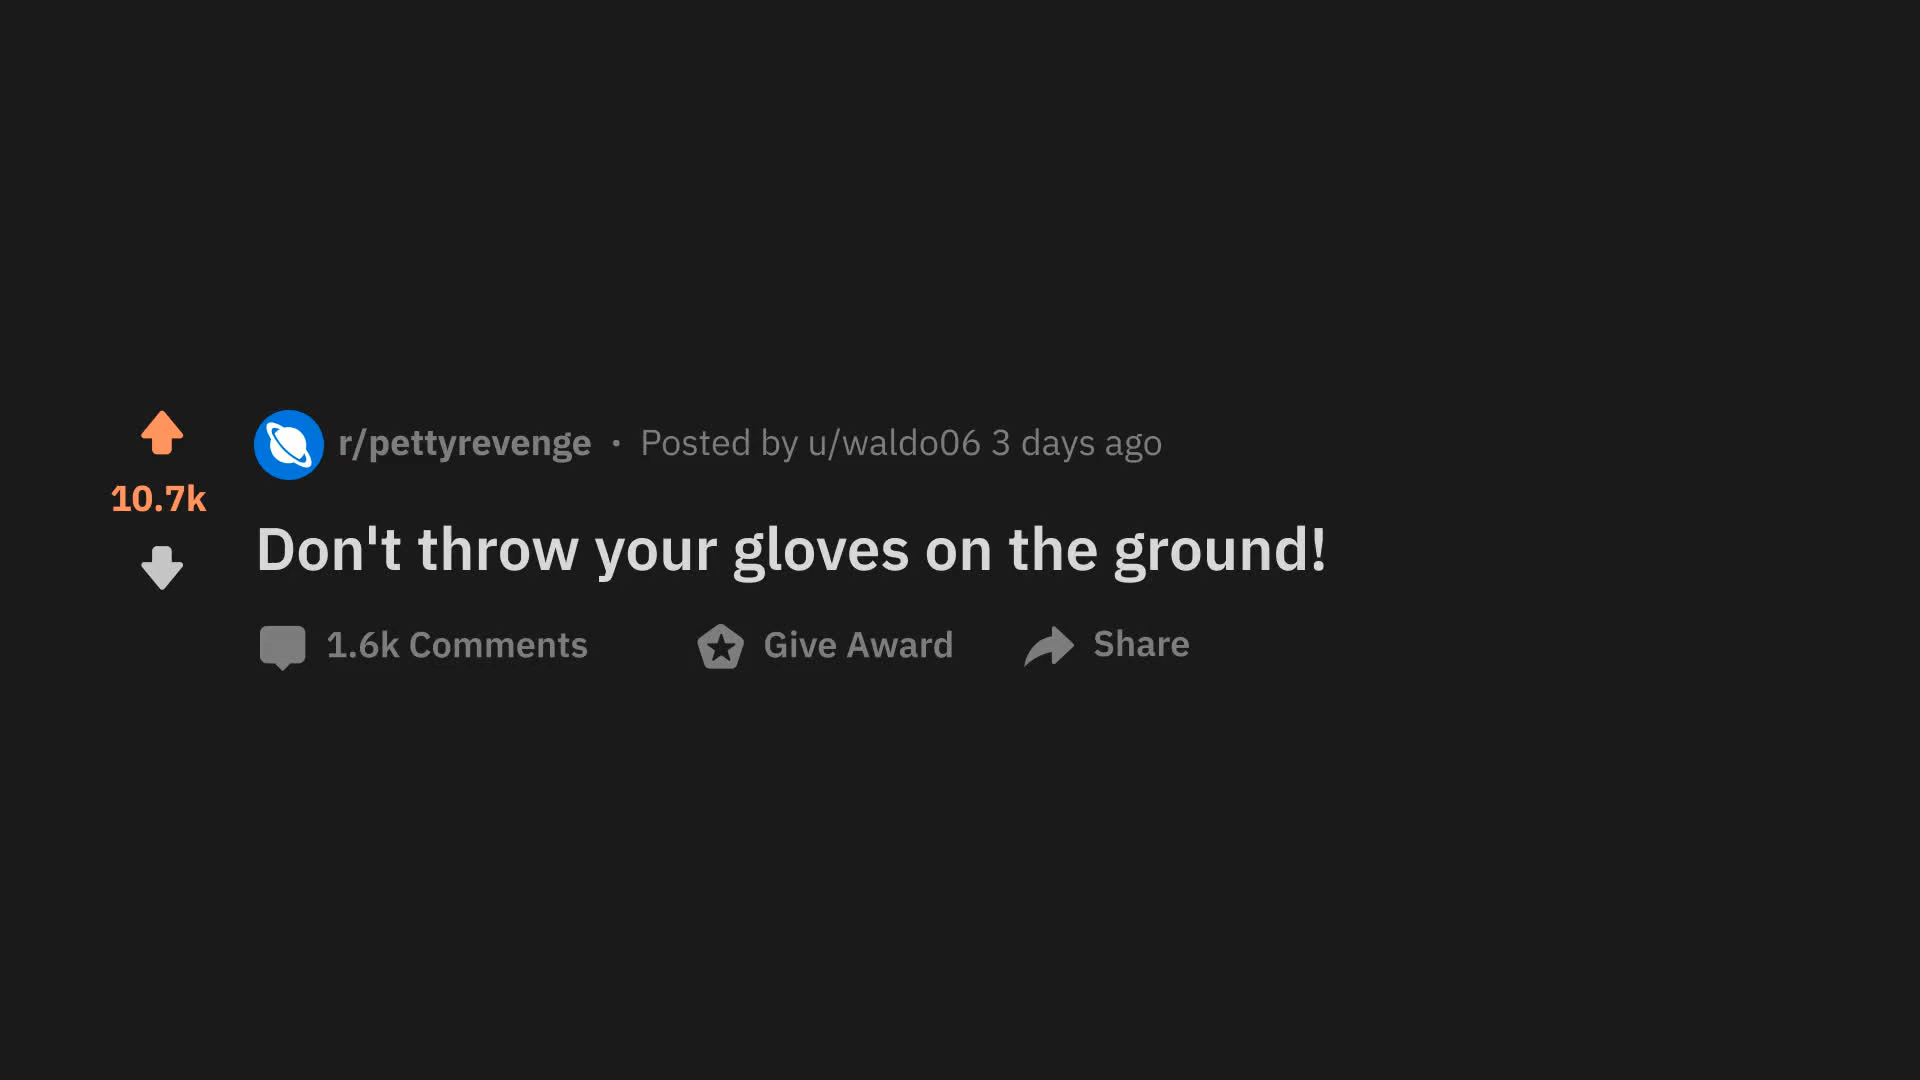 r/pettyrevenge • Posted by u/waldo06 3 days ago
10.7k
Don't throw your gloves on the ground!
1.6k Comments Give Award Share